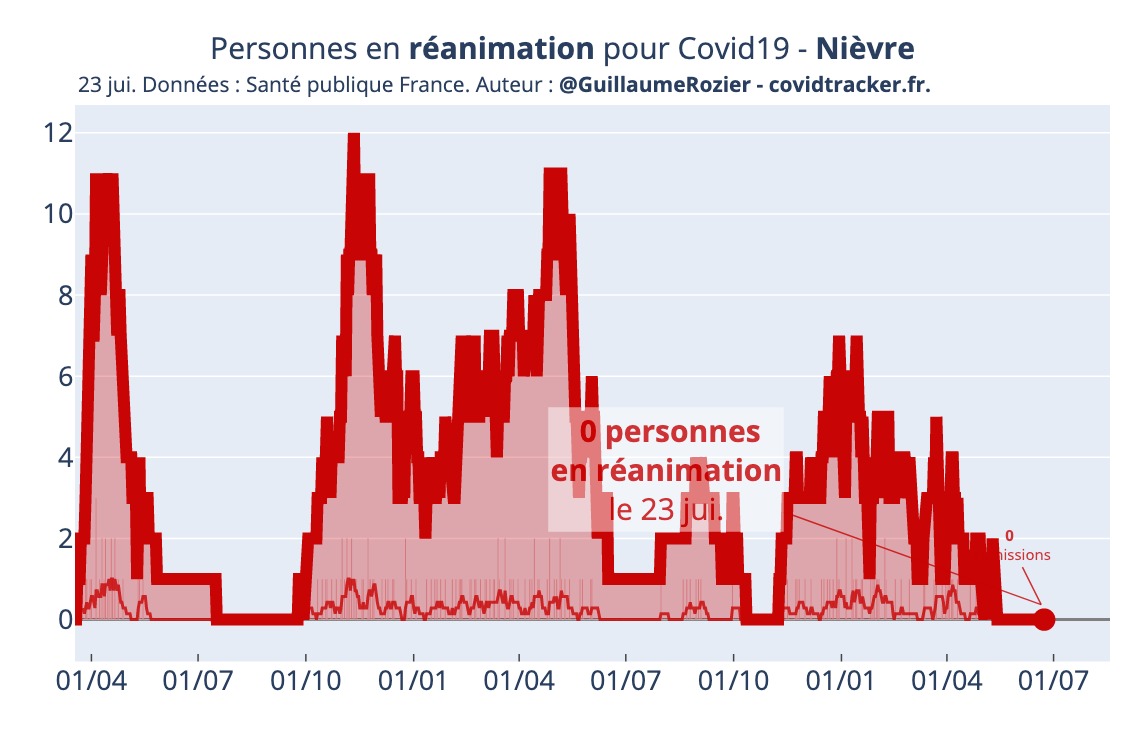 Personnes en réanimation pour Covid19 - Nièvre
23 jui. Données : Santé publique France. Auteur : @GuillaumeRozier - covidtracker.fr.
12
10
8
6
4
2
0
0 personnes
en réanimation
le 23 jui.
0
01/04 01/07 01/10 01/01 01/04 01/07 01/10 01/01 01/04 01/07